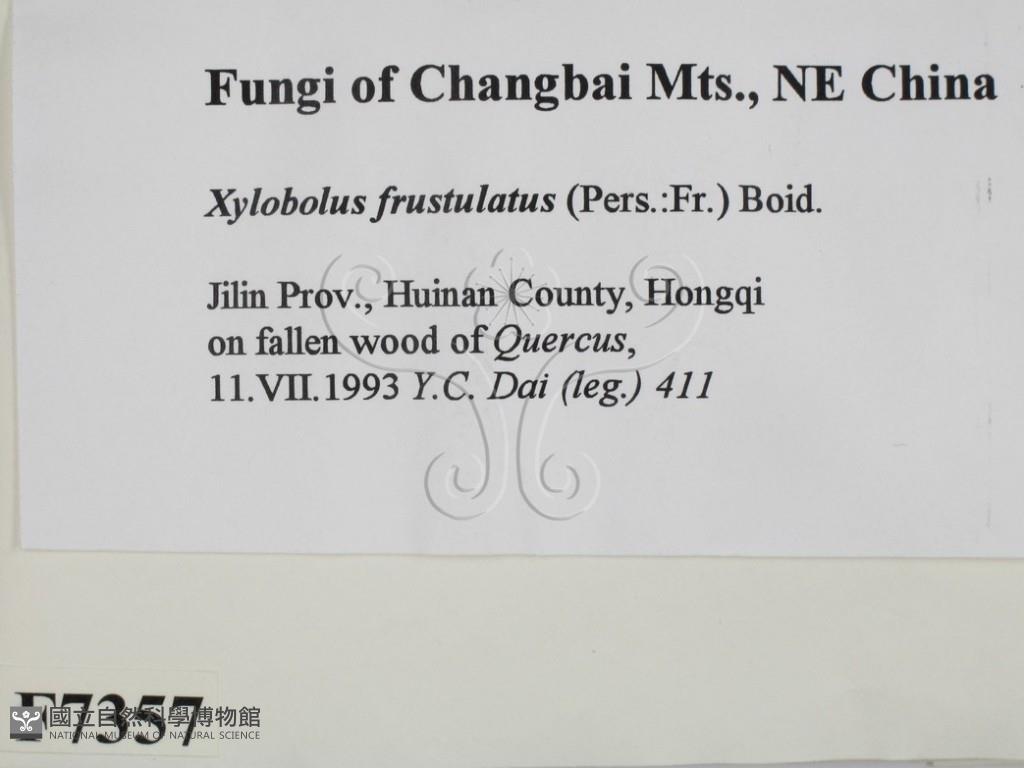 Fungi of Changbai Mts., NE China
Xylobolus frustulatus (Pers.:Fr.) Boid.
Jilin Prov., Huinan County, Hongqi
on fallen wood of Quercus,
11.VII.1993 Y.C. Dai (leg.) 411
F7357
國立自然科學博物館
NATIONAL MUSEUM OF NATURAL SCIENCE